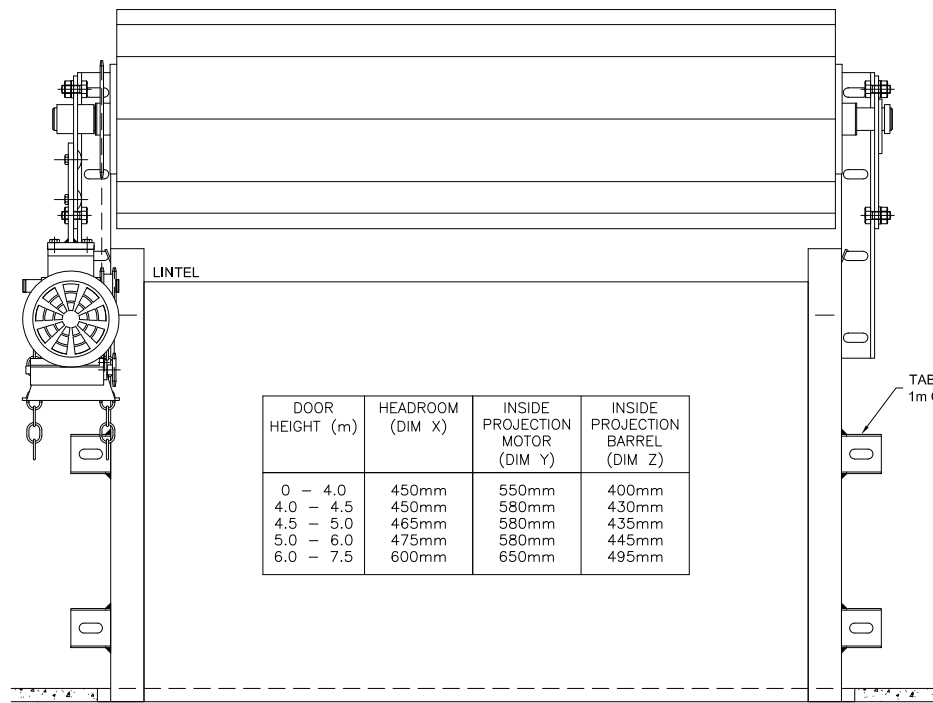 LINTEL
TAB
1m
DOOR HEADROOM INSIDE INSIDE
HEIGHT (m) (DIM X) PROJECTION PROJECTION
MOTOR BARREL
(DIM Y) (DIM Z)
0 – 4.0 450mm 550mm 400mm
4.0 – 4.5 450mm 580mm 430mm
4.5 – 5.0 465mm 580mm 435mm
5.0 – 6.0 475mm 580mm 445mm
6.0 – 7.5 600mm 650mm 495mm